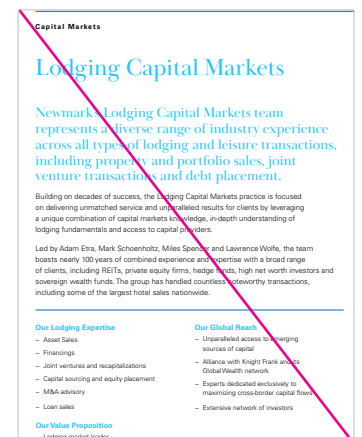 Capital Markets
Lodging Capital Markets
Newmark's Lodging Capital Markets team
represents a diverse range of industry experience
across all types of lodging and leisure transactions,
including property and portfolio sales, joint
venture transactions and debt placement.
Building on decades of success, the Lodging Capital Markets practice is focused
on delivering unmatched service and unparalleled results for clients by leveraging
a unique combination of capital markets knowledge, in-depth understanding of
lodging fundamentals and access to capital providers.
Led by Adam Etra, Mark Schoenholtz, Miles Spencer and Lawrence Wolfe, the team
boasts nearly 100 years of combined experience and expertise with a broad range
of clients, including REITs, private equity firms, hedge funds, high net worth investors and
sovereign wealth funds. The group has handled countless noteworthy transactions,
including some of the largest hotel sales nationwide.
Our Lodging Expertise
– Asset Sales
– Financings
– Joint ventures and recapitalizations
– Capital sourcing and equity placement
– M&A advisory
– Loan sales
Our Value Proposition
– Lodging market leader
Our Global Reach
– Unparalleled access to emerging
sources of capital
– Alliance with Knight Frank and its
Global Wealth network
– Experts dedicated exclusively to
maximizing cross-border capital flows
– Extensive network of investors